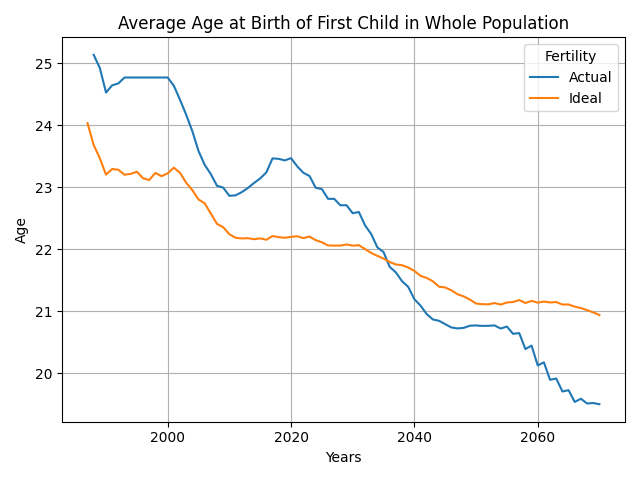 Average Age at Birth of First Child in Whole Population
Fertility
Actual
Ideal
Age
25
24
23
22
21
20
2000 2020 2040 2060
Years